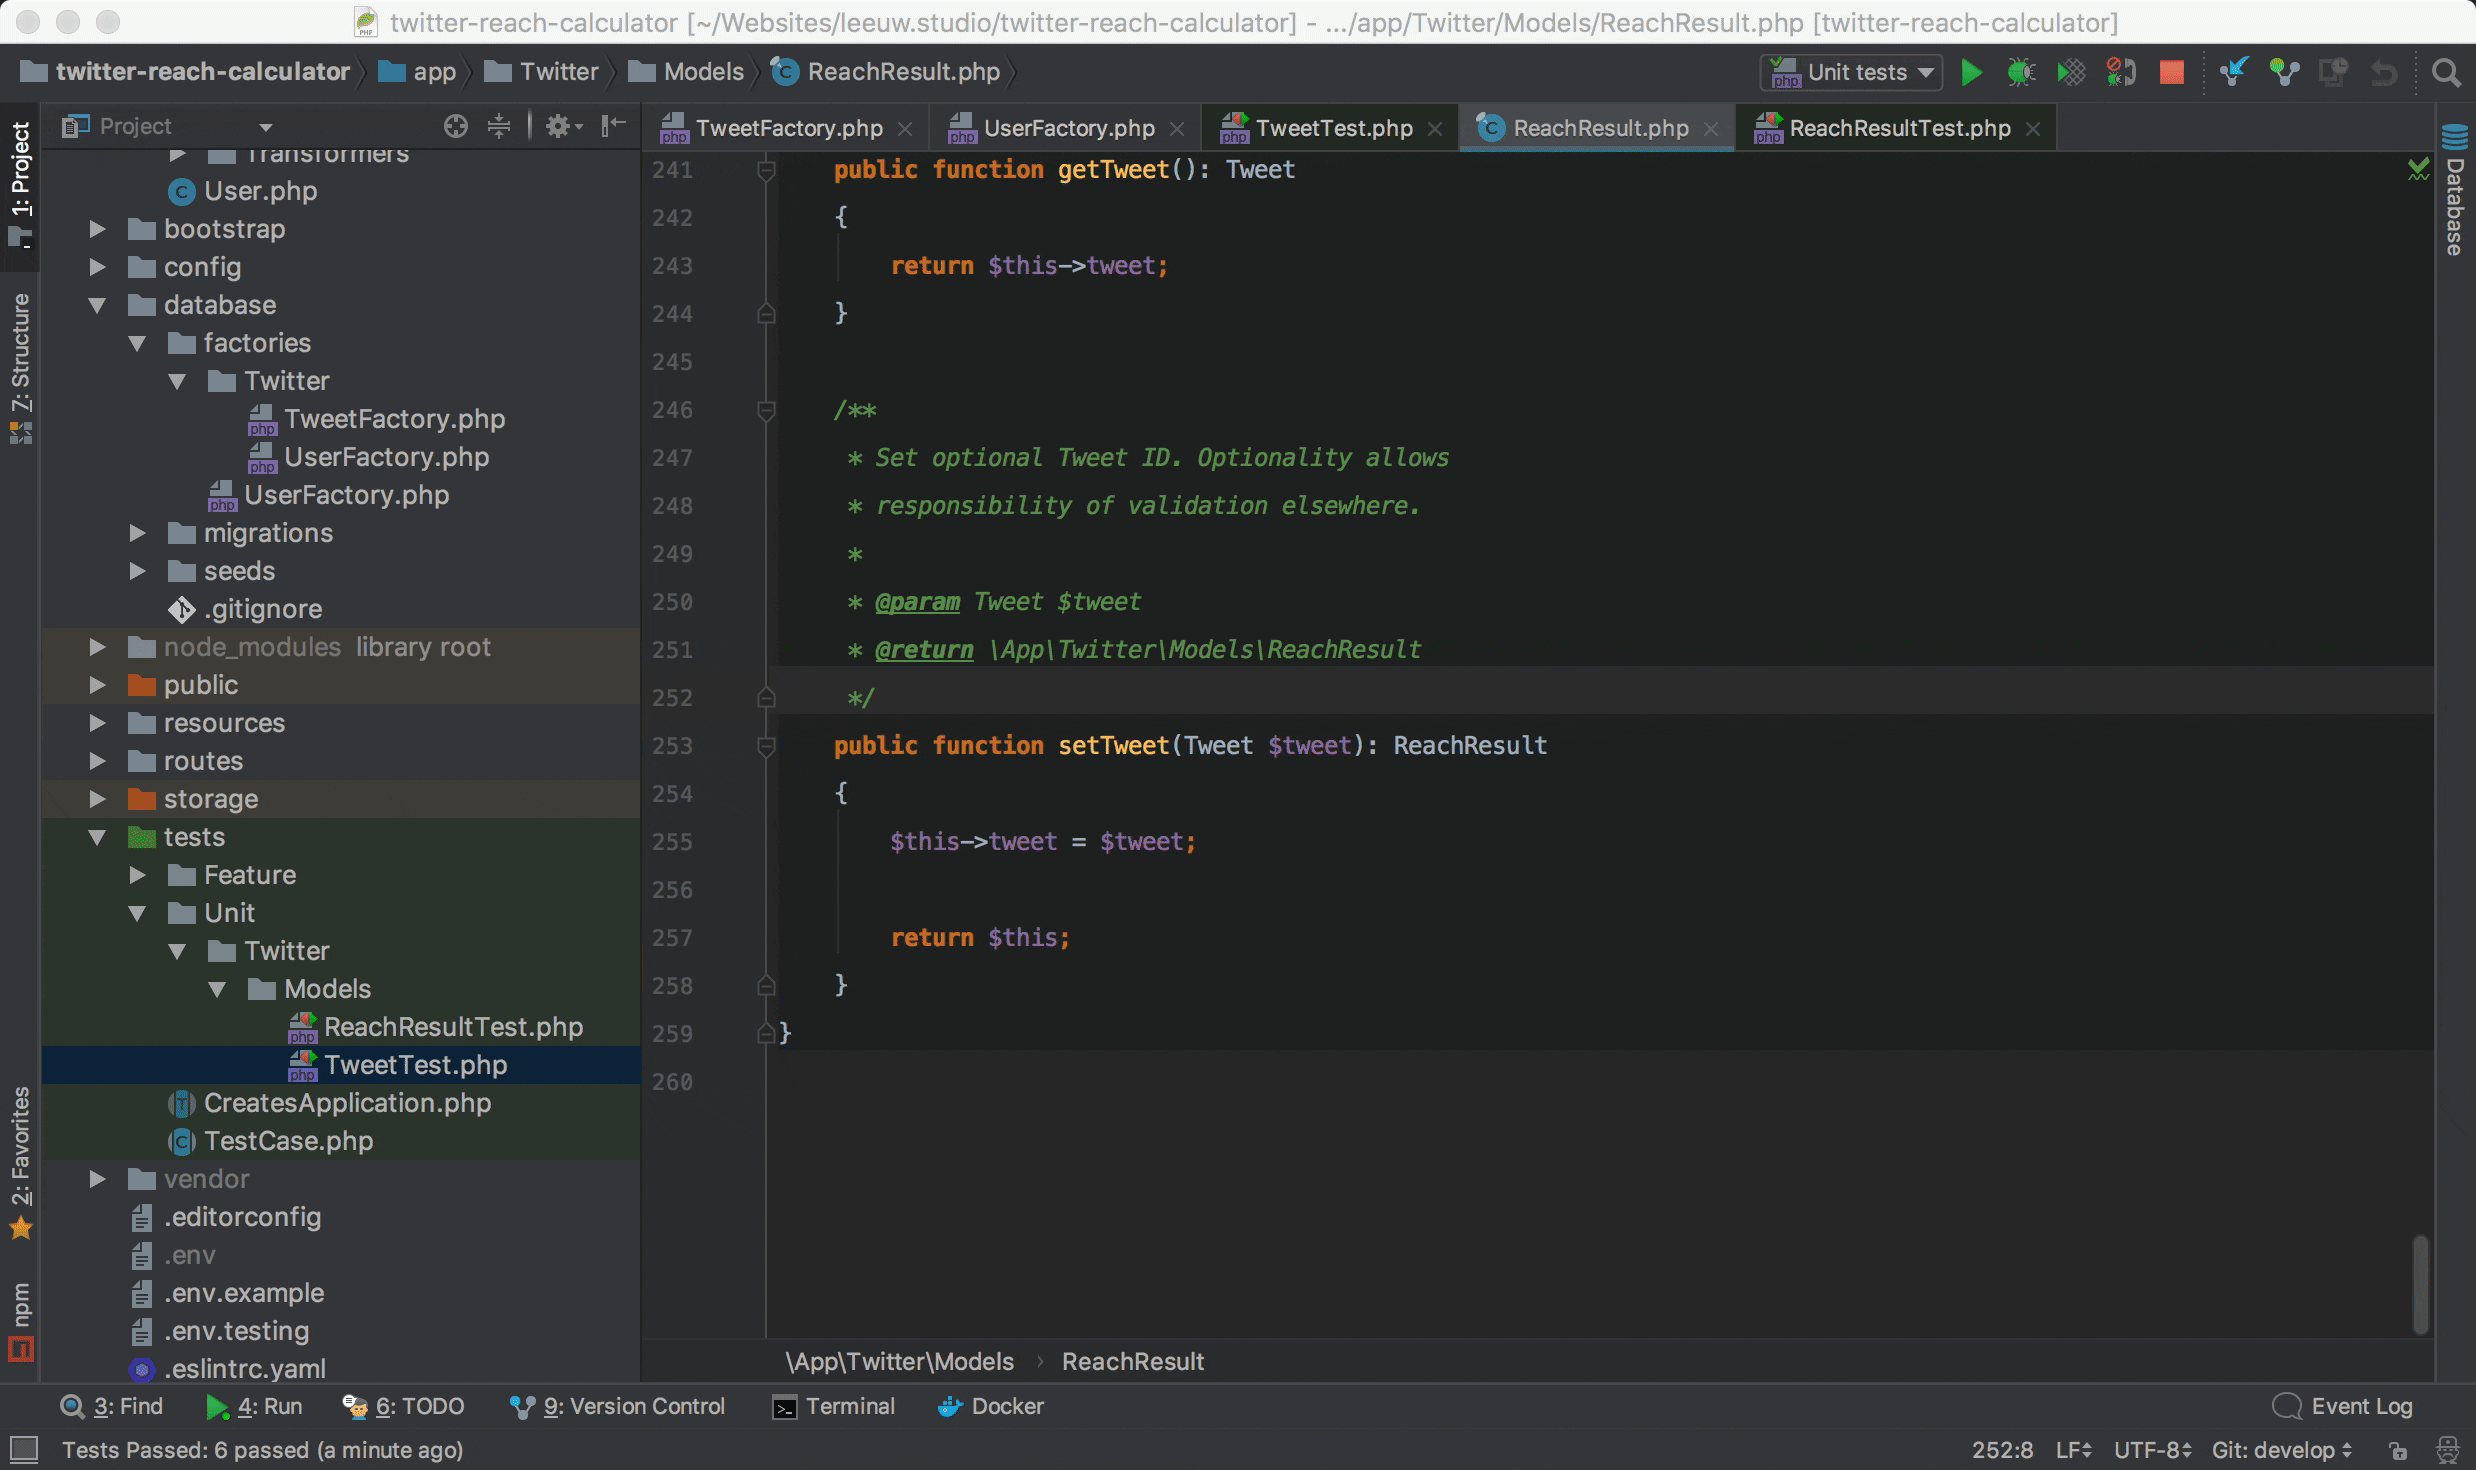 twitter-reach-calculator [~/Websites/leeuw.studio/twitter-reach-calculator] - .../app/Twitter/Models/ReachResult.php [twitter-reach-calculator]
twitter-reach-calculator app Twitter Models ReachResult.php
Unit tests
1: Project
7: Structure
2: Favorites
npm
Project
Transformers
User.php
bootstrap
config
database
factories
Twitter
TweetFactory.php
UserFactory.php
UserFactory.php
migrations
seeds
.gitignore
node_modules library root
public
resources
routes
storage
tests
Feature
Unit
Twitter
Models
ReachResultTest.php
TweetTest.php
CreatesApplication.php
TestCase.php
vendor
.editorconfig
.env
.env.example
.env.testing
.eslintrc.yaml
TweetFactory.php UserFactory.php TweetTest.php ReachResult.php ReachResultTest.php
241 public function getTweet(): Tweet
242 {
243 return $this->tweet;
244 }
245
246 /**
247 * Set optional Tweet ID. Optionality allows
248 * responsibility of validation elsewhere.
249 *
250 * @param Tweet $tweet
251 * @return \App\Twitter\Models\ReachResult
252 */
253 public function setTweet(Tweet $tweet): ReachResult
254 {
255 $this->tweet = $tweet;
256
257 return $this;
258 }
259 }
260
\App\Twitter\Models › ReachResult
Database
3: Find 4: Run 6: TODO 9: Version Control Terminal Docker Event Log
Tests Passed: 6 passed (a minute ago) 252:8 LF UTF-8 Git: develop